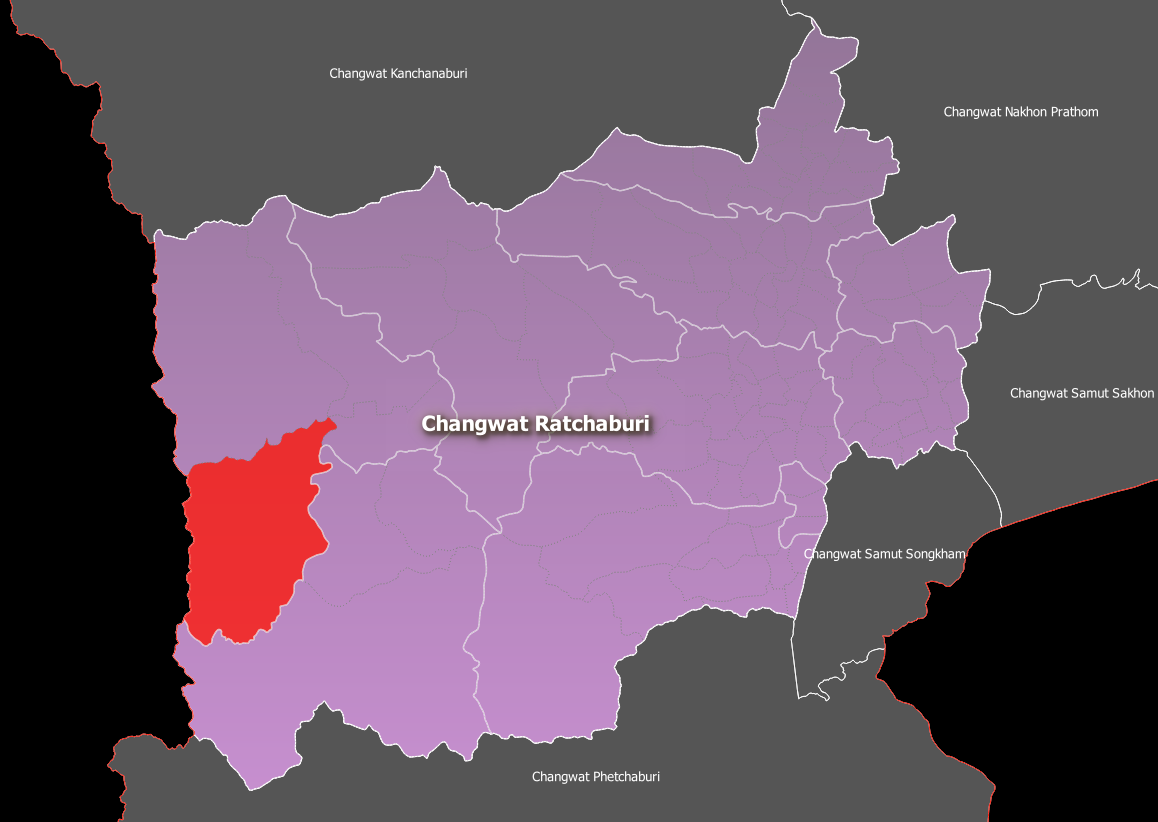 Changwat Kanchanaburi
Changwat Nakhon Prathom
Changwat Samut Sakhon
Changwat Ratchaburi
Changwat Samut Songkham
Changwat Phetchaburi